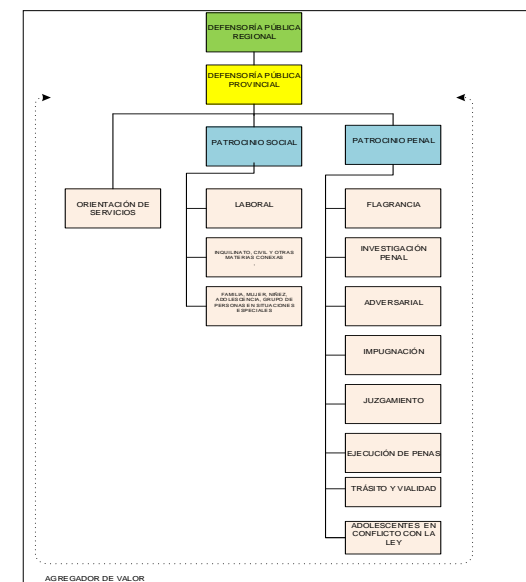 DEFENSORÍA PÚBLICA
REGIONAL
DEFENSORÍA PÚBLICA
PROVINCIAL
PATROCINIO SOCIAL
PATROCINIO PENAL
ORIENTACIÓN DE
SERVICIOS
LABORAL
INQUILINATO. CIVIL Y OTRAS
MATERIAS CONEXAS
.
FAMILIA, MUJER, NIÑEZ,
ADOLESCENCIA, GRUPO DE
PERSONAS EN SITUACIONES
ESPECIALES
FLAGRANCIA
INVESTIGACIÓN
PENAL
ADVERSARIAL
IMPUGNACIÓN
JUZGAMIENTO
EJECUCIÓN DE PENAS
TRÁSITO Y VIALIDAD
ADOLESCENTES EN
CONFLICTO CON LA
LEY
AGREGADOR DE VALOR